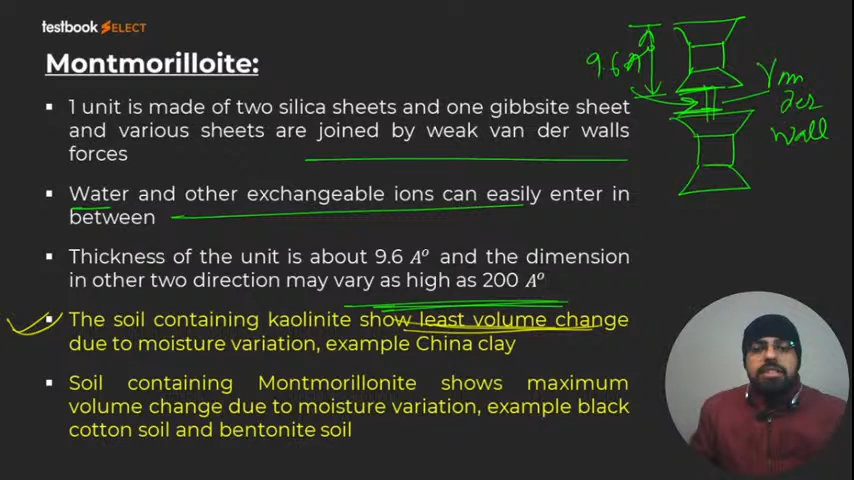 testbook SELECT
Montmorilloite:
▪ 1 unit is made of two silica sheets and one gibbsite sheet
and various sheets are joined by weak van der walls
forces
▪ Water and other exchangeable ions can easily enter in
between
▪ Thickness of the unit is about 9.6 A° and the dimension
in other two direction may vary as high as 200 A°
▪ The soil containing kaolinite show least volume change
due to moisture variation, example China clay
▪ Soil containing Montmorillonite shows maximum
volume change due to moisture variation, example black
cotton soil and bentonite soil
9.6 A°
Van
der
wall